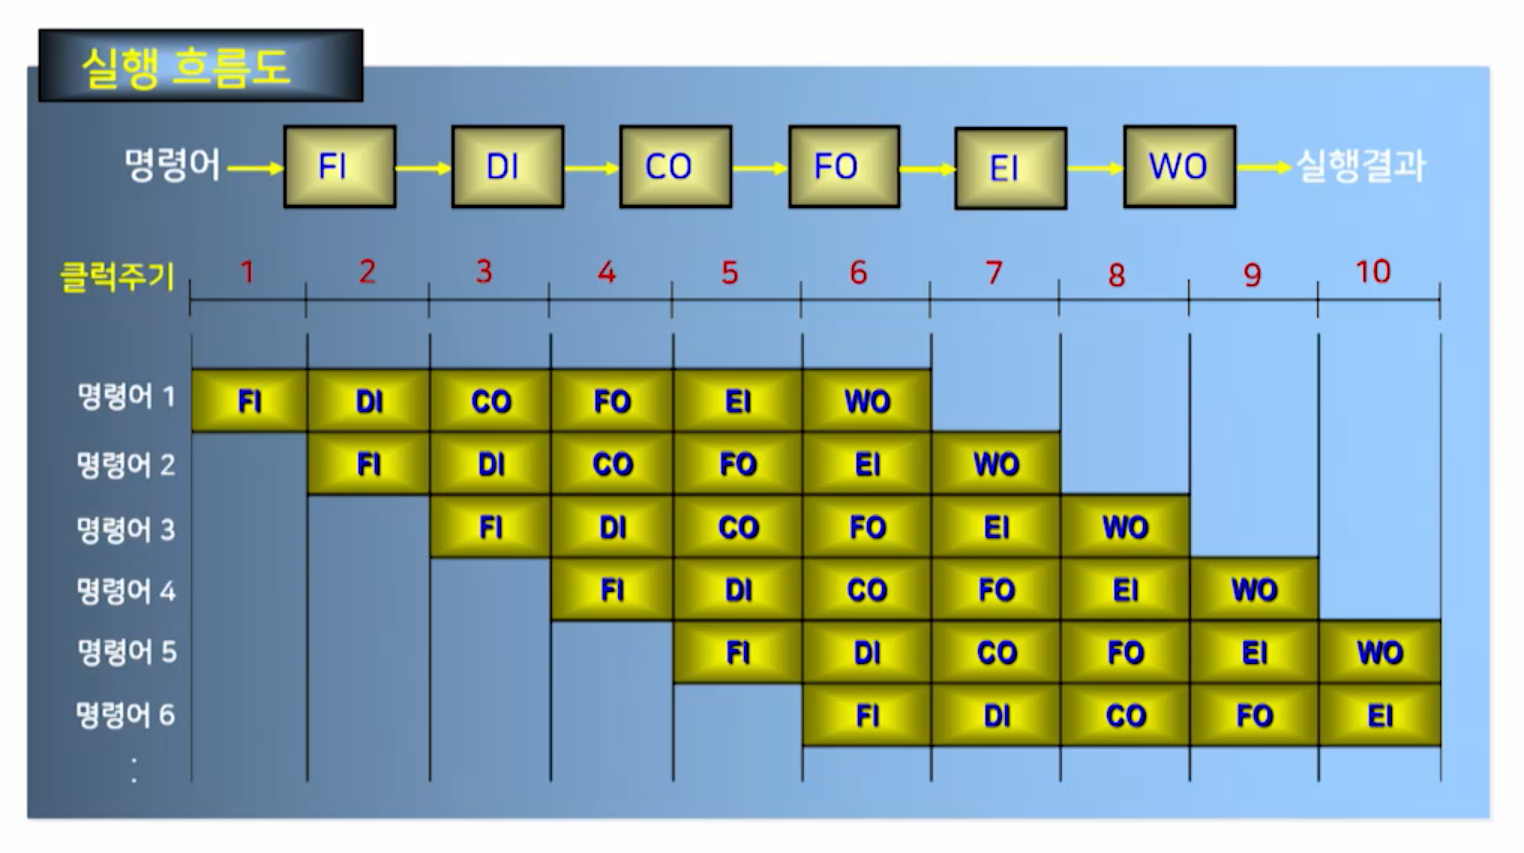 실행 흐름도
명령어 FI DI CO FO EI WO 실행결과
클럭주기 1 2 3 4 5 6 7 8 9 10
명령어 1 FI DI CO FO EI WO
명령어 2 FI DI CO FO EI WO
명령어 3 FI DI CO FO EI WO
명령어 4 FI DI CO FO EI WO
명령어 5 FI DI CO FO EI WO
명령어 6 FI DI CO FO EI
: